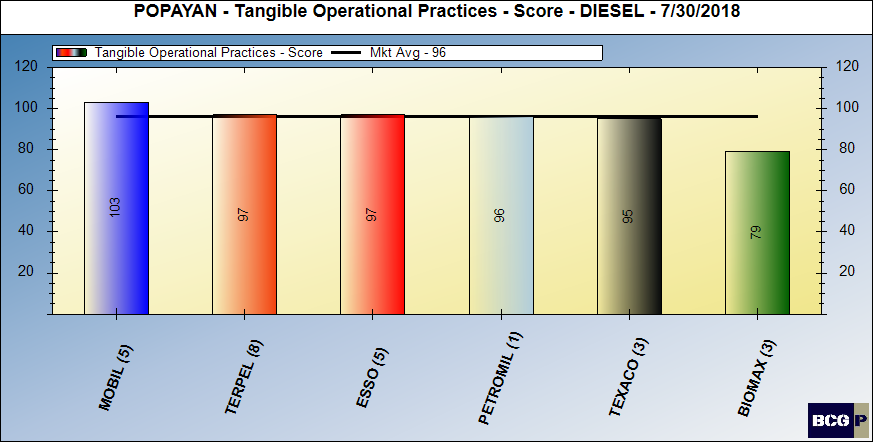 POPAYAN - Tangible Operational Practices - Score - DIESEL - 7/30/2018
Tangible Operational Practices - Score
Mkt Avg - 96
120 120
100 100
80 80
60 60
40 40
20 20
103
97
97
96
95
79
MOBIL (5)
TERPEL (8)
ESSO (5)
PETROMIL (1)
TEXACO (3)
BIOMAX (3)
BCG P